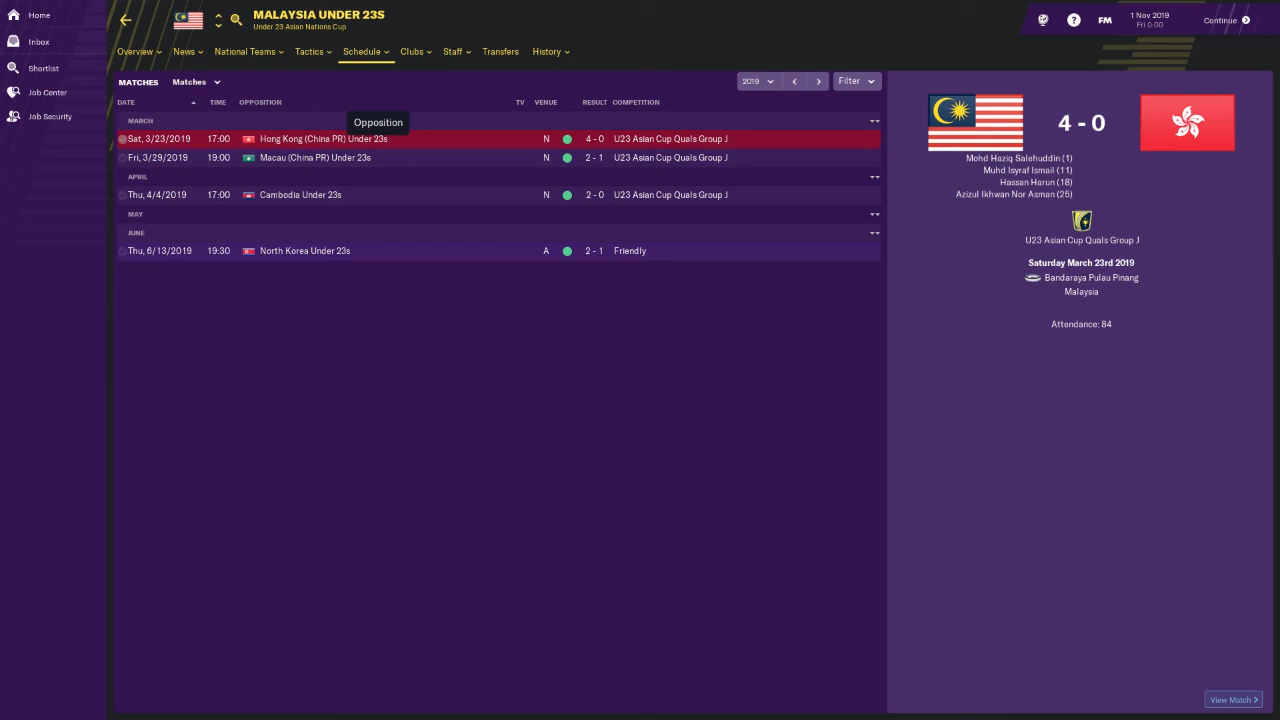 Home
Inbox
Shortlist
Job Center
Job Security
MALAYSIA UNDER 23S
Under 23 Asian Nations Cup
FM
1 Nov 2019
Fri 0:00
Continue
Overview News National Teams Tactics Schedule Clubs Staff Transfers History
MATCHES Matches 2019 Filter
DATE TIME OPPOSITION TV VENUE RESULT COMPETITION
MARCH
Opposition
Sat, 3/23/2019 17:00 Hong Kong (China PR) Under 23s N 4 - 0 U23 Asian Cup Quals Group J
Fri, 3/29/2019 19:00 Macau (China PR) Under 23s N 2 - 1 U23 Asian Cup Quals Group J
APRIL
Thu, 4/4/2019 17:00 Cambodia Under 23s N 2 - 0 U23 Asian Cup Quals Group J
MAY
JUNE
Thu, 6/13/2019 19:30 North Korea Under 23s A 2 - 1 Friendly
4 - 0
Mohd Haziq Salehuddin (1)
Muhd Isyraf Ismail (11)
Hassan Harun (18)
Azizul Ikhwan Nor Asman (25)
U23 Asian Cup Quals Group J
Saturday March 23rd 2019
Bandaraya Pulau Pinang
Malaysia
Attendance: 84
View Match